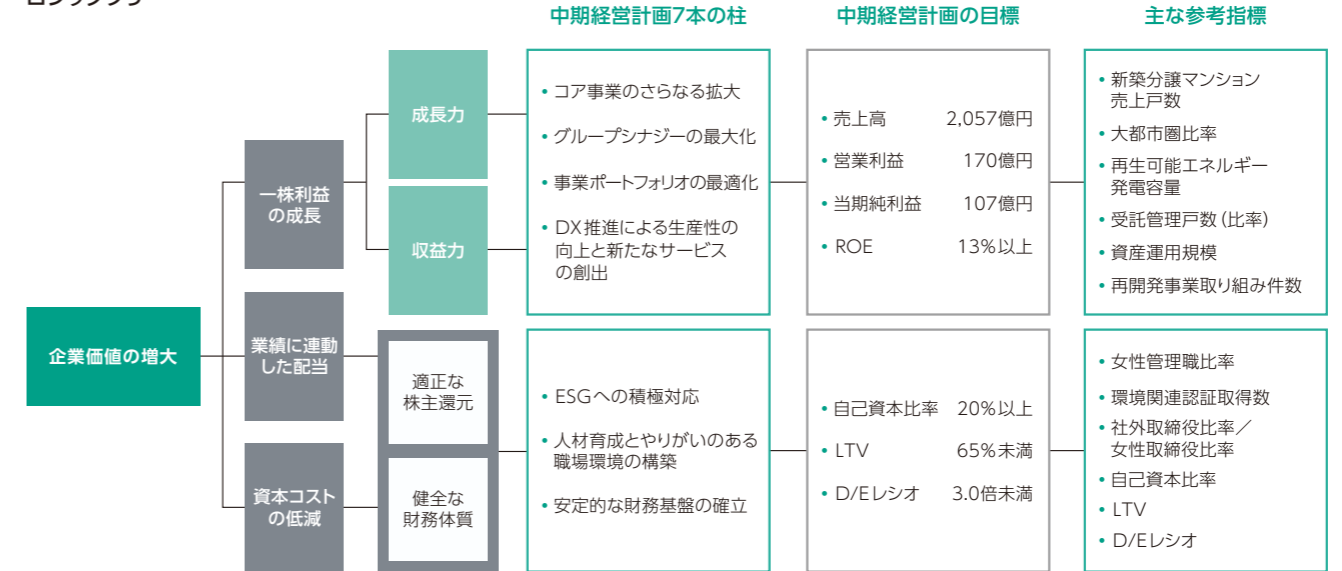 ロジックツリー
中期経営計画7本の柱
中期経営計画の目標
主な参考指標
企業価値の増大
一株利益
の成長
業績に連動
した配当
資本コスト
の低減
成長力
収益力
適正な
株主還元
健全な
財務体質
• コア事業のさらなる拡大
• グループシナジーの最大化
• 事業ポートフォリオの最適化
• DX推進による生産性の
向上と新たなサービス
の創出
• 売上高 2,057億円
• 営業利益 170億円
• 当期純利益 107億円
• ROE 13%以上
• 新築分譲マンション
売上戸数
• 大都市圏比率
• 再生可能エネルギー
発電容量
• 受託管理戸数(比率)
• 資産運用規模
• 再開発事業取り組み件数
• ESGへの積極対応
• 人材育成とやりがいのある
職場環境の構築
• 安定的な財務基盤の確立
• 自己資本比率 20%以上
• LTV 65%未満
• D/Eレシオ 3.0倍未満
• 女性管理職比率
• 環境関連認証取得数
• 社外取締役比率／
女性取締役比率
• 自己資本比率
• LTV
• D/Eレシオ